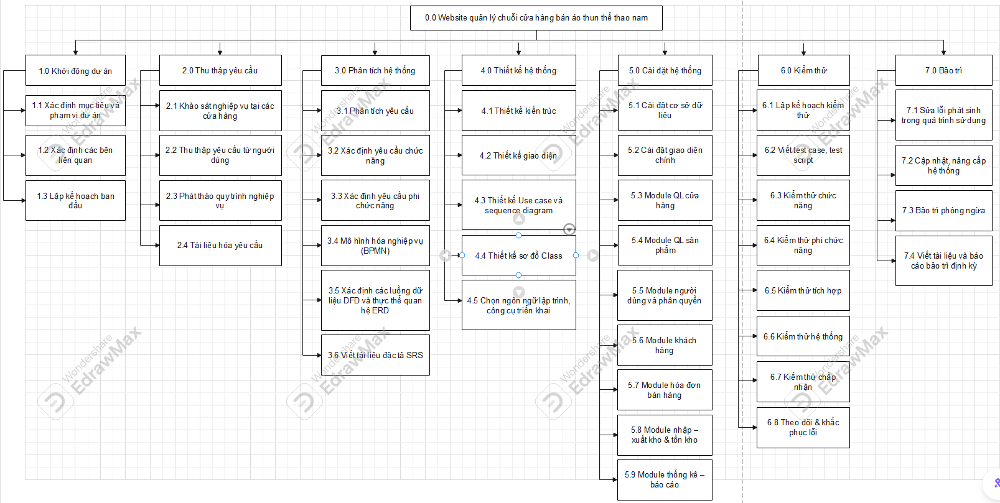 0.0 Website quản lý chuỗi cửa hàng bán áo thun thể thao nam
1.0 Khởi động dự án
1.1 Xác định mục tiêu và
phạm vi dự án
1.2 Xác định các bên
liên quan
1.3 Lập kế hoạch ban
đầu
2.0 Thu thập yêu cầu
2.1 Khảo sát nghiệp vụ tại các
cửa hàng
2.2 Thu thập yêu cầu từ người
dùng
2.3 Phát thảo quy trình nghiệp
vụ
2.4 Tài liệu hóa yêu cầu
3.0 Phân tích hệ thống
3.1 Phân tích yêu cầu
3.2 Xác định yêu cầu chức
năng
3.3 Xác định yêu cầu phi
chức năng
3.4 Mô hình hóa nghiệp vụ
(BPMN)
3.5 Xác định các luồng dữ
liệu DFD và thực thể quan
hệ ERD
3.6 Viết tài liệu đặc tả SRS
4.0 Thiết kế hệ thống
4.1 Thiết kế kiến trúc
4.2 Thiết kế giao diện
4.3 Thiết kế Use case và
sequence diagram
4.4 Thiết kế sơ đồ Class
4.5 Chọn ngôn ngữ lập trình,
công cụ triển khai
5.0 Cài đặt hệ thống
5.1 Cài đặt cơ sở dữ
liệu
5.2 Cài đặt giao diện
chính
5.3 Module QL cửa
hàng
5.4 Module QL sản
phẩm
5.5 Module người
dùng và phân quyền
5.6 Module khách
hàng
5.7 Module hóa đơn
bán hàng
5.8 Module nhập –
xuất kho & tồn kho
5.9 Module thống kê –
báo cáo
6.0 Kiểm thử
6.1 Lập kế hoạch kiểm
thử
6.2 Viết test case, test
script
6.3 Kiểm thử chức
năng
6.4 Kiểm thử phi chức
năng
6.5 Kiểm thử tích hợp
6.6 Kiểm thử hệ thống
6.7 Kiểm thử chấp
nhận
6.8 Theo dõi & khắc
phục lỗi
7.0 Bảo trì
7.1 Sửa lỗi phát sinh
trong quá trình sử dụng
7.2 Cập nhật, nâng cấp
hệ thống
7.3 Bảo trì phòng ngừa
7.4 Viết tài liệu và báo
cáo bảo trì định kỳ
Wondershare
EdrawMax
Wondershare
EdrawMax
Wondershare
EdrawMax
Wondershare
EdrawMax
Wondershare
EdrawMax
Wondershare
EdrawMax
Wondershare
EdrawMax
Wondershare
EdrawMax